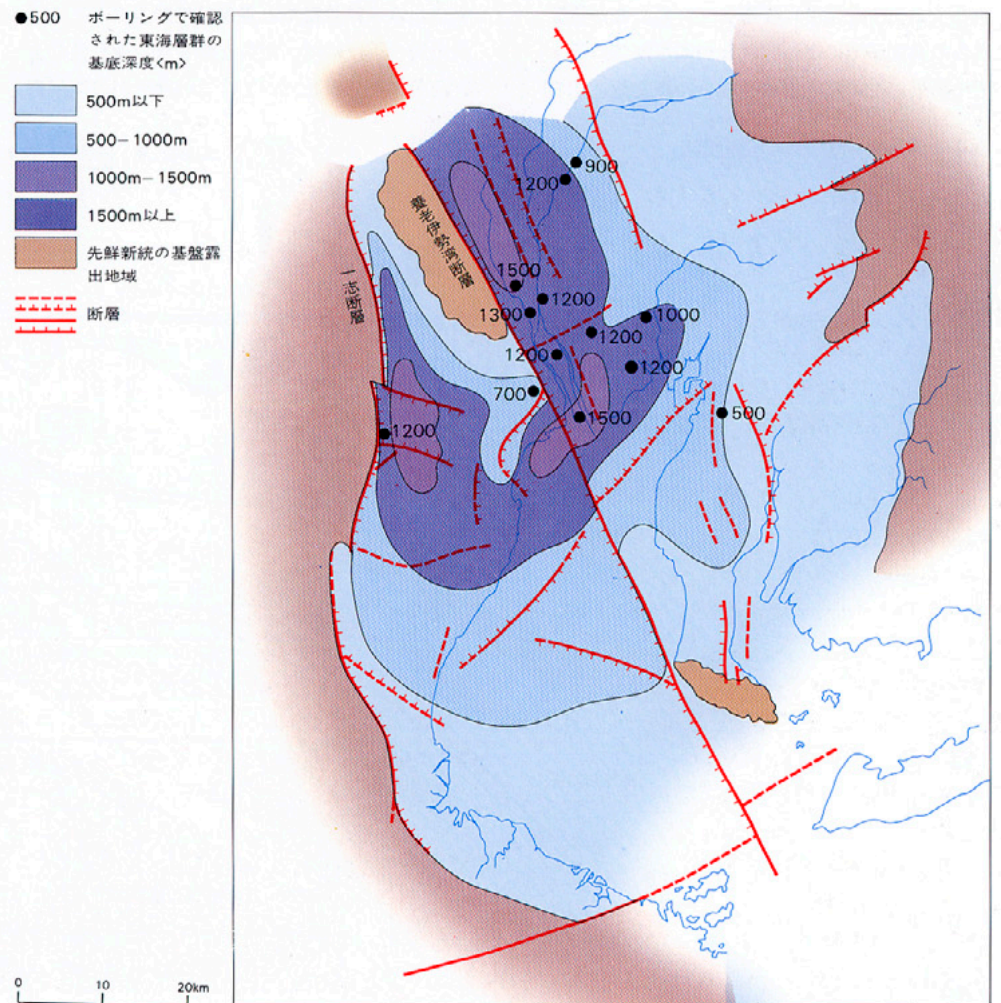 ●500 ボーリングで確認
された東海層群の
基底深度<m>
500m以下
500–1000m
1000m–1500m
1500m以上
先鮮新統の基盤露
出地域
断層
900
1200
養老伊勢湾断層
一志断層
1500
1200
1300
1000
1200
1200
1200
700
1500
500
1200
0 10 20km